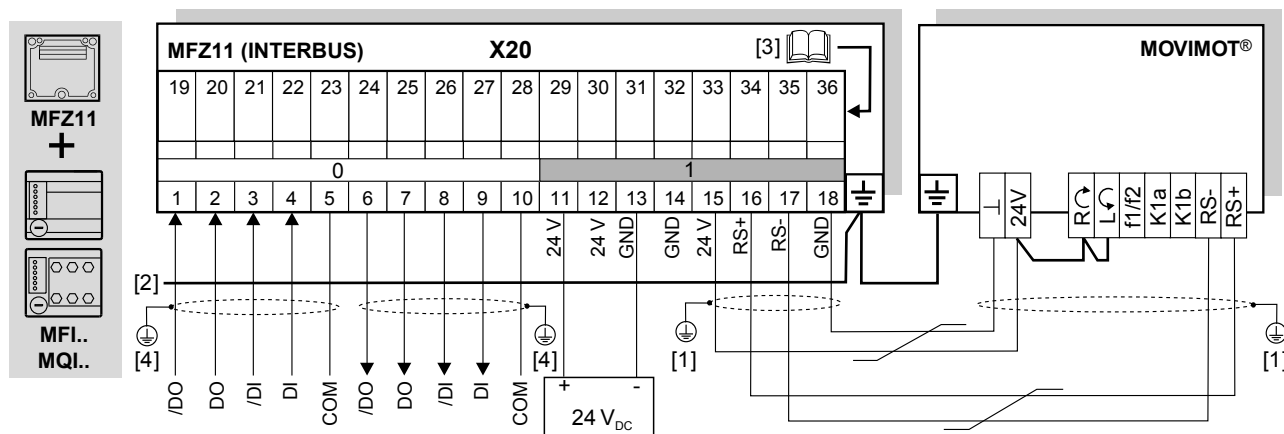 MFZ11 (INTERBUS) X20 [3] MOVIMOT®
19 20 21 22 23 24 25 26 27 28 29 30 31 32 33 34 35 36
MFZ11
+
0 1
1 2 3 4 5 6 7 8 9 10 11 12 13 14 15 16 17 18
24 V 24 V GND GND 24 V RS+ RS- GND
⊥ 24V R L f1/f2 K1a K1b RS- RS+
[2]
MFI..
MQI..
[4] [4] [1] [1]
/DO DO /DI DI COM /DO DO /DI DI COM
+ -
24 VDC